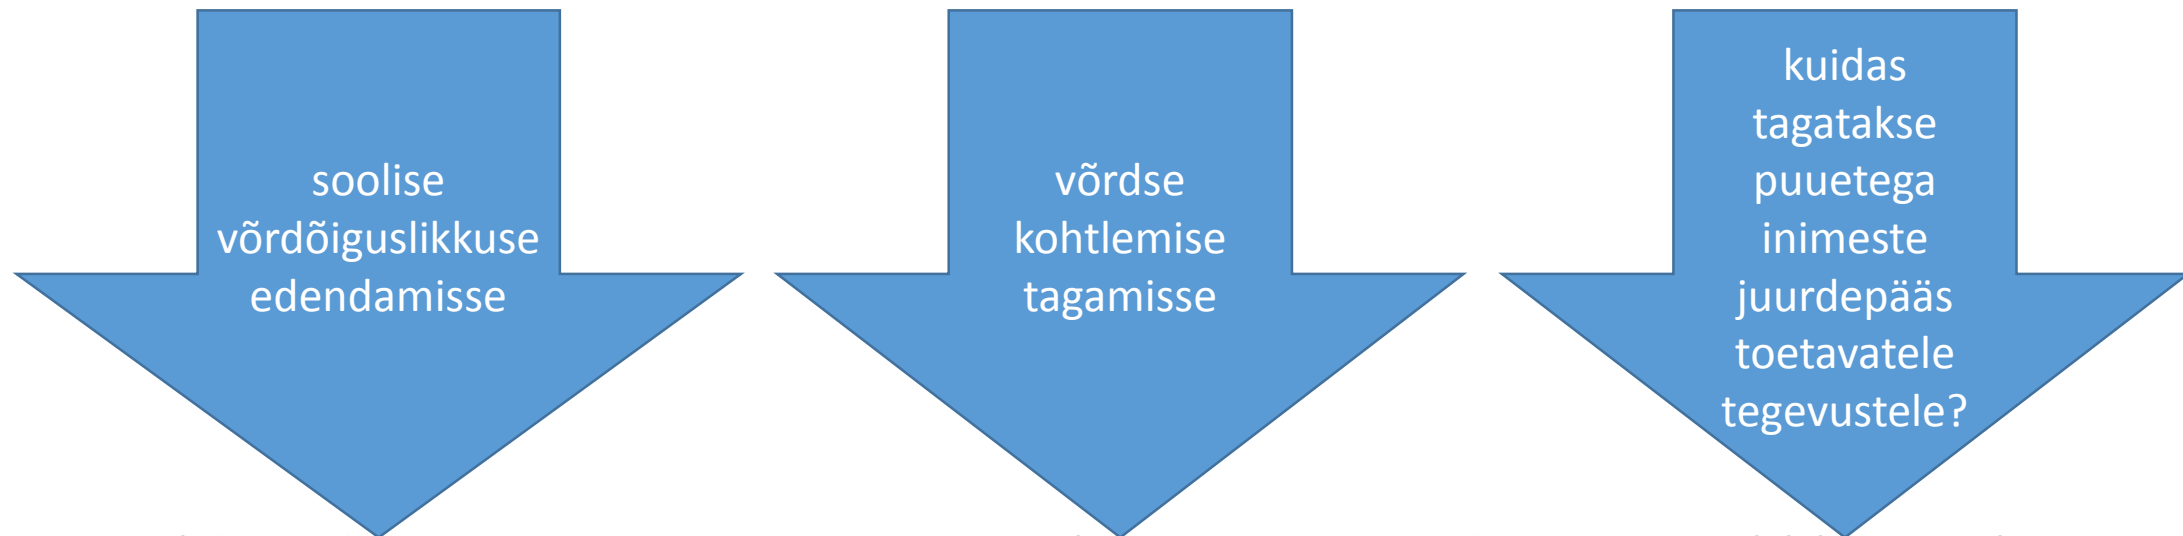 soolise
võrdõiguslikkuse
edendamisse
võrdse
kohtlemise
tagamisse
kuidas
tagatakse
puuetega
inimeste
juurdepääs
toetavatele
tegevustele?